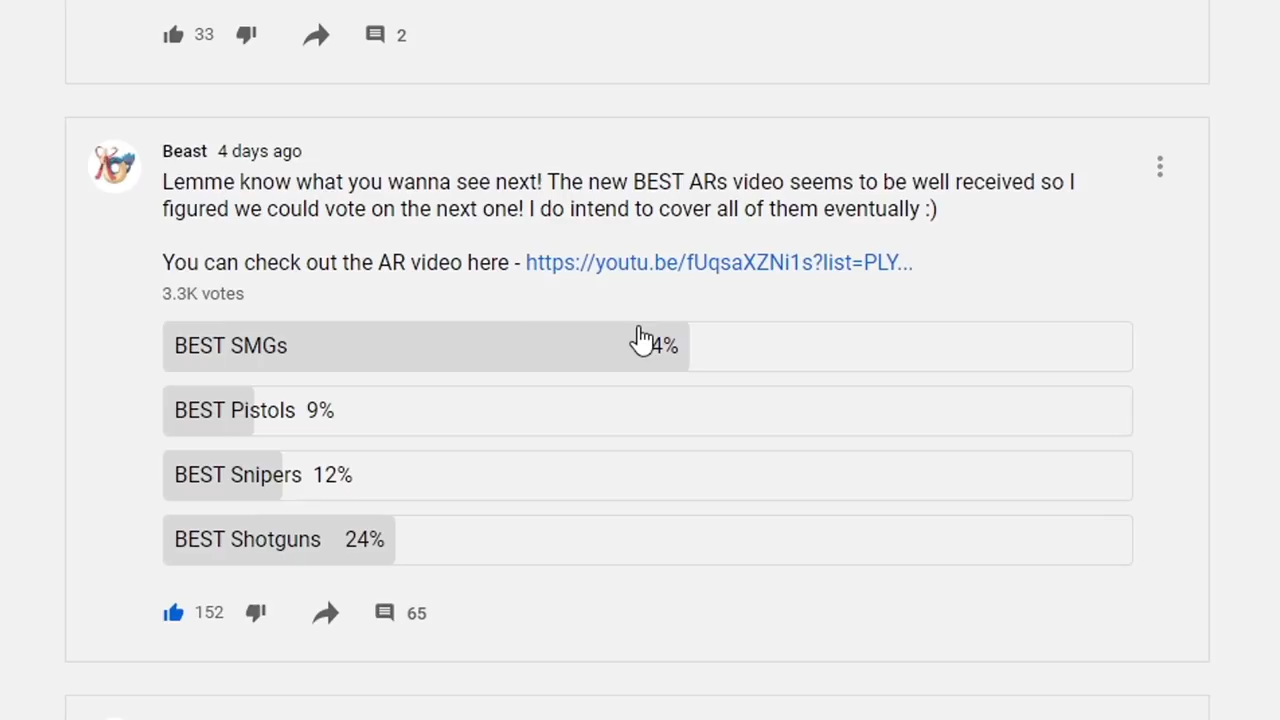 33
2
Beast 4 days ago
Lemme know what you wanna see next! The new BEST ARs video seems to be well received so I
figured we could vote on the next one! I do intend to cover all of them eventually :)
You can check out the AR video here - https://youtu.be/fUqsaXZNi1s?list=PLY...
3.3K votes
BEST SMGs 4%
BEST Pistols 9%
BEST Snipers 12%
BEST Shotguns 24%
152
65